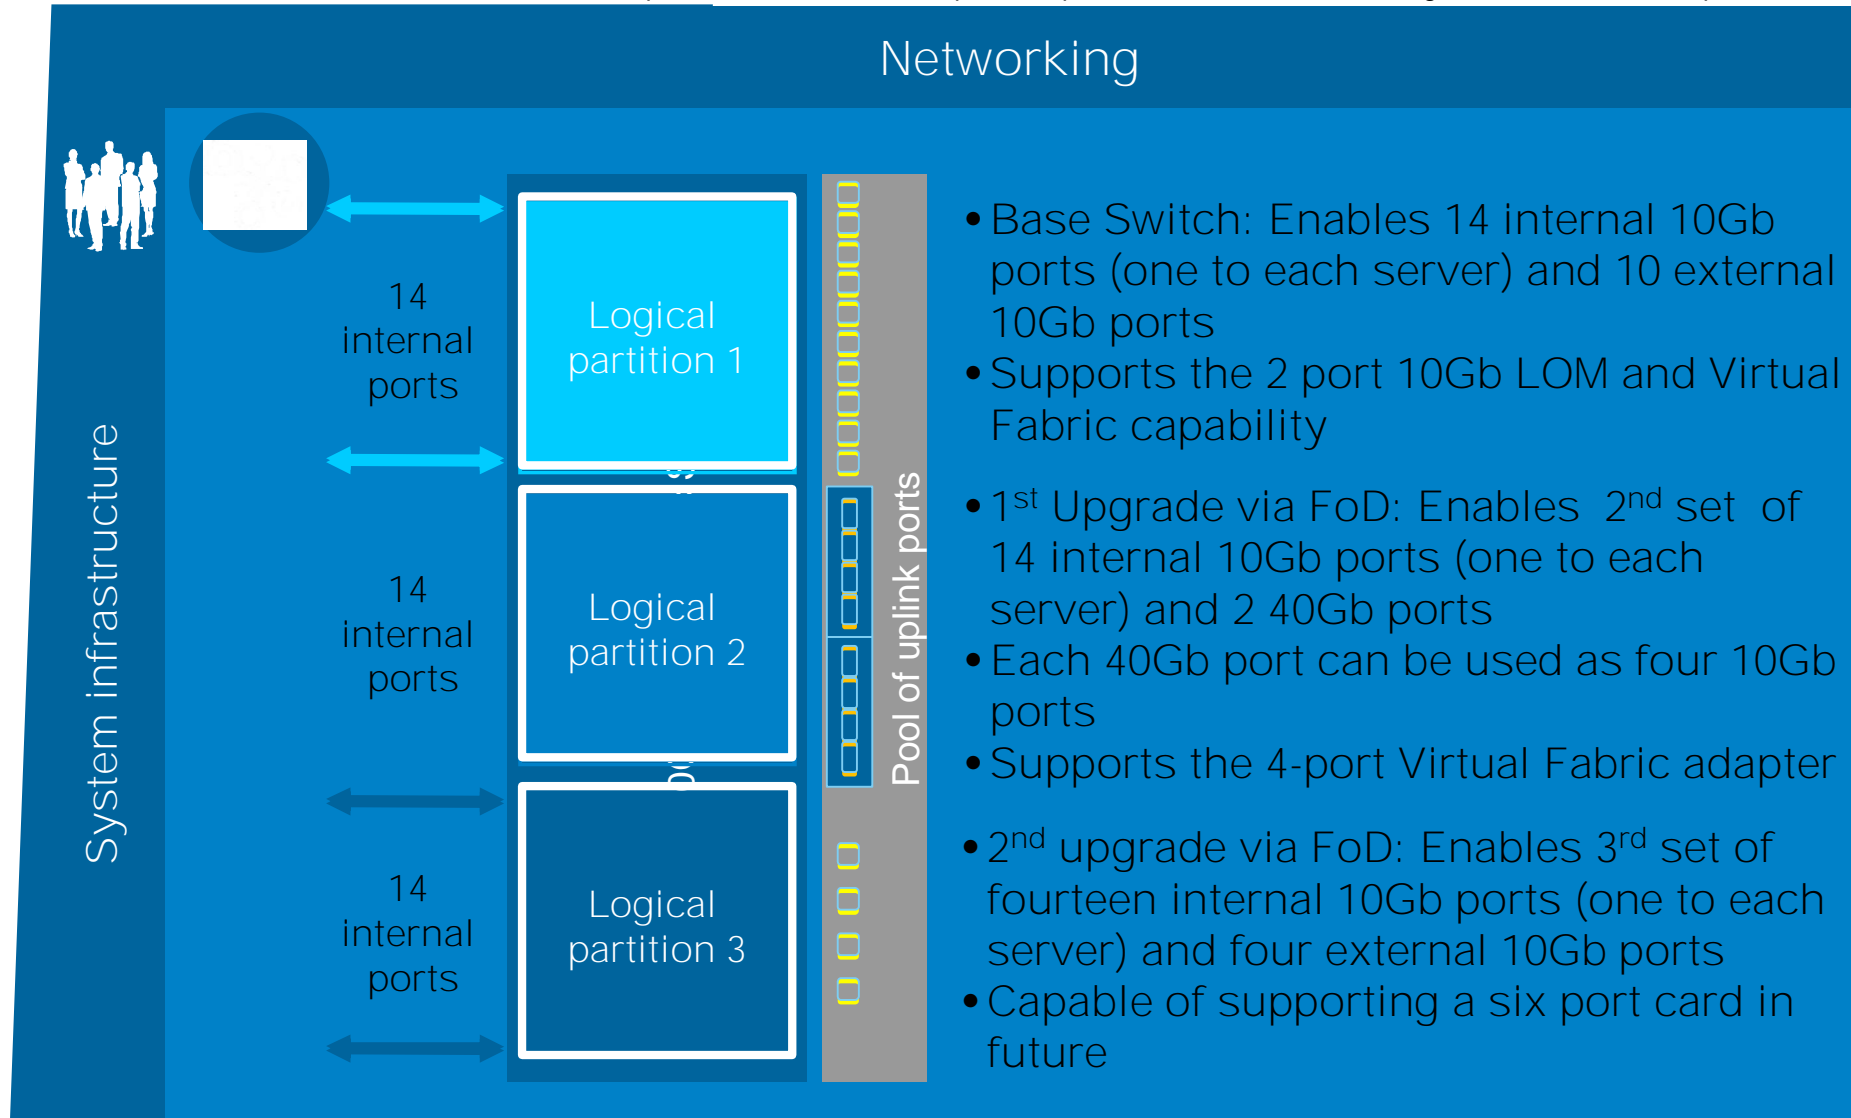 Networking
System infrastructure
14
internal
ports
14
internal
ports
14
internal
ports
Logical
partition 1
Logical
partition 2
Logical
partition 3
Pool of uplink ports
•Base Switch: Enables 14 internal 10Gb
ports (one to each server) and 10 external
10Gb ports
•Supports the 2 port 10Gb LOM and Virtual
Fabric capability
•1st Upgrade via FoD: Enables 2nd set of
14 internal 10Gb ports (one to each
server) and 2 40Gb ports
•Each 40Gb port can be used as four 10Gb
ports
•Supports the 4-port Virtual Fabric adapter
•2nd upgrade via FoD: Enables 3rd set of
fourteen internal 10Gb ports (one to each
server) and four external 10Gb ports
•Capable of supporting a six port card in
future